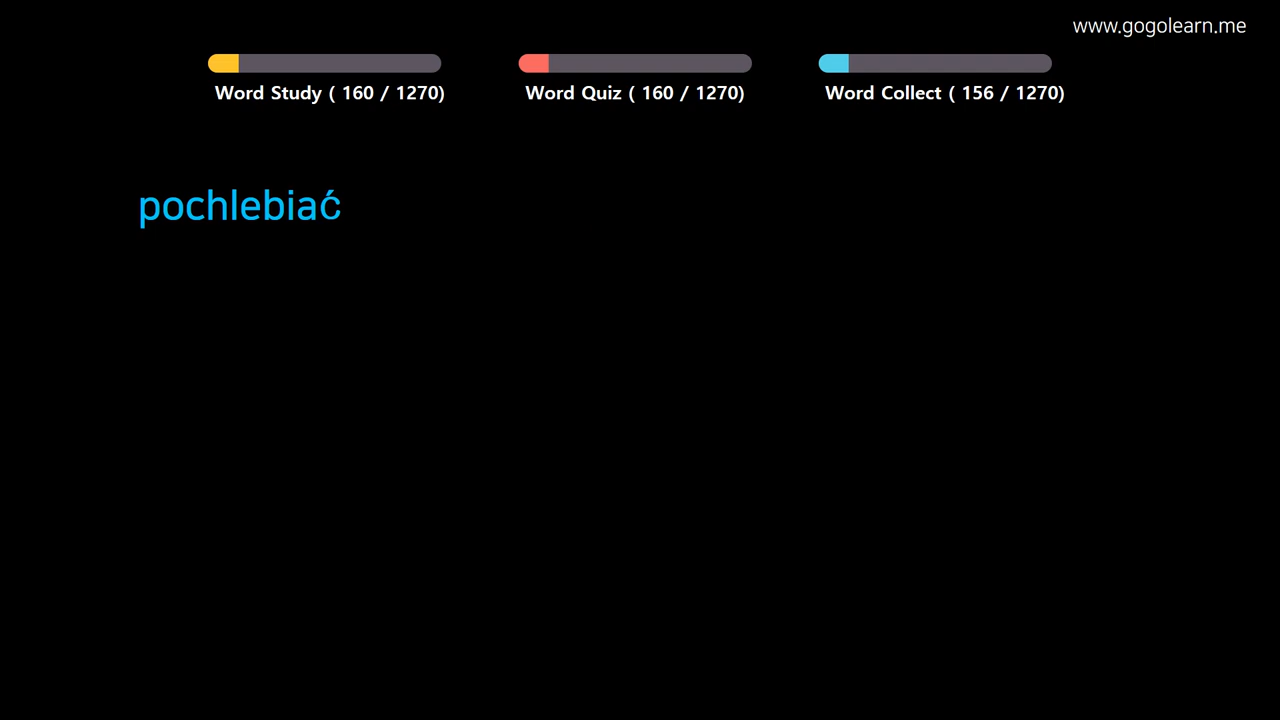 www.gogolearn.me
Word Study ( 160 / 1270)
Word Quiz ( 160 / 1270)
Word Collect ( 156 / 1270)
pochlebiać